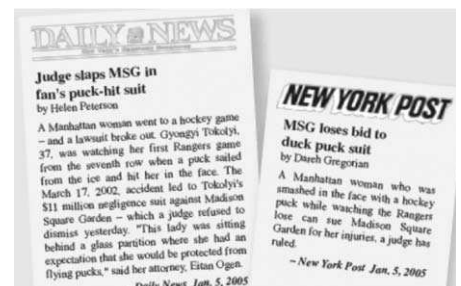 DAILY NEWS
Judge slaps MSG in
fan's puck-hit suit
by Helen Peterson
A Manhattan woman went to a hockey game
– and a lawsuit broke out. Gyongyi Tokolyi,
37, was watching her first Rangers game
from the seventh row when a puck sailed
from the ice and hit her in the face. The
March 17, 2002, accident led to Tokolyi's
$11 million negligence suit against Madison
Square Garden – which a judge refused to
dismiss yesterday. "This lady was sitting
behind a glass partition where she had an
expectation that she would be protected from
flying pucks," said her attorney, Eitan Ogen.
Daily News Jan. 5, 2005
NEW YORK POST
MSG loses bid to
duck puck suit
by Dareh Gregorian
A Manhattan woman who was
smashed in the face with a hockey
puck while watching the Rangers
lose can sue Madison Square
Garden for her injuries, a judge has
ruled.
– New York Post Jan. 5, 2005